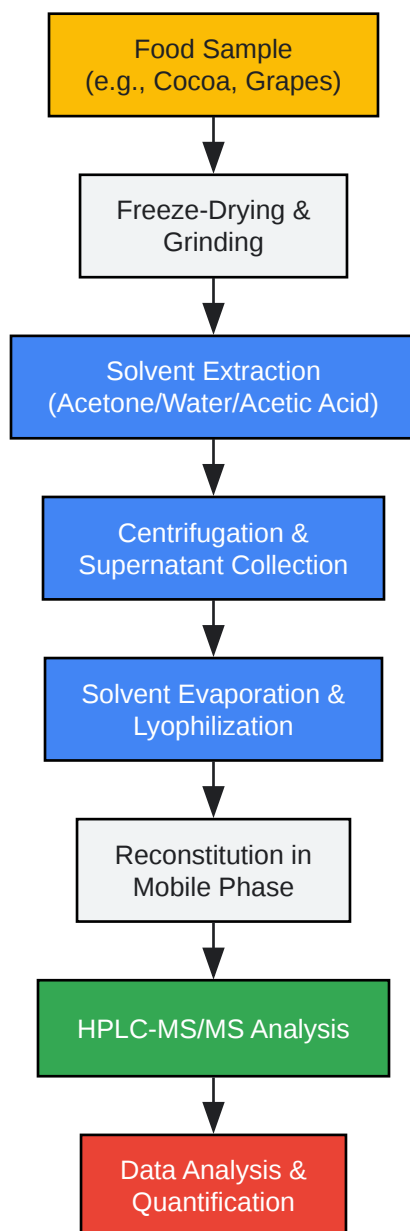 Food Sample
(e.g., Cocoa, Grapes)
Freeze-Drying &
Grinding
Solvent Extraction
(Acetone/Water/Acetic Acid)
Centrifugation &
Supernatant Collection
Solvent Evaporation &
Lyophilization
Reconstitution in
Mobile Phase
HPLC-MS/MS Analysis
Data Analysis &
Quantification